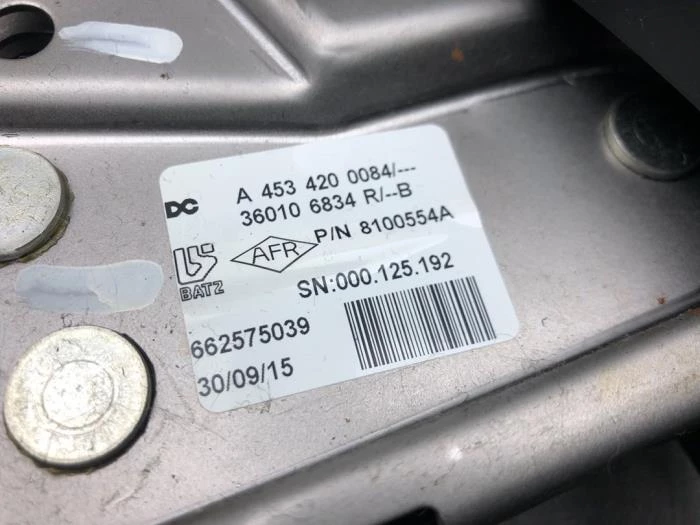 DC A 453 420 0084/---
36010 6834 R/--B
AFR P/N 8100554A
BATZ
SN:000.125.192
662575039
30/09/15